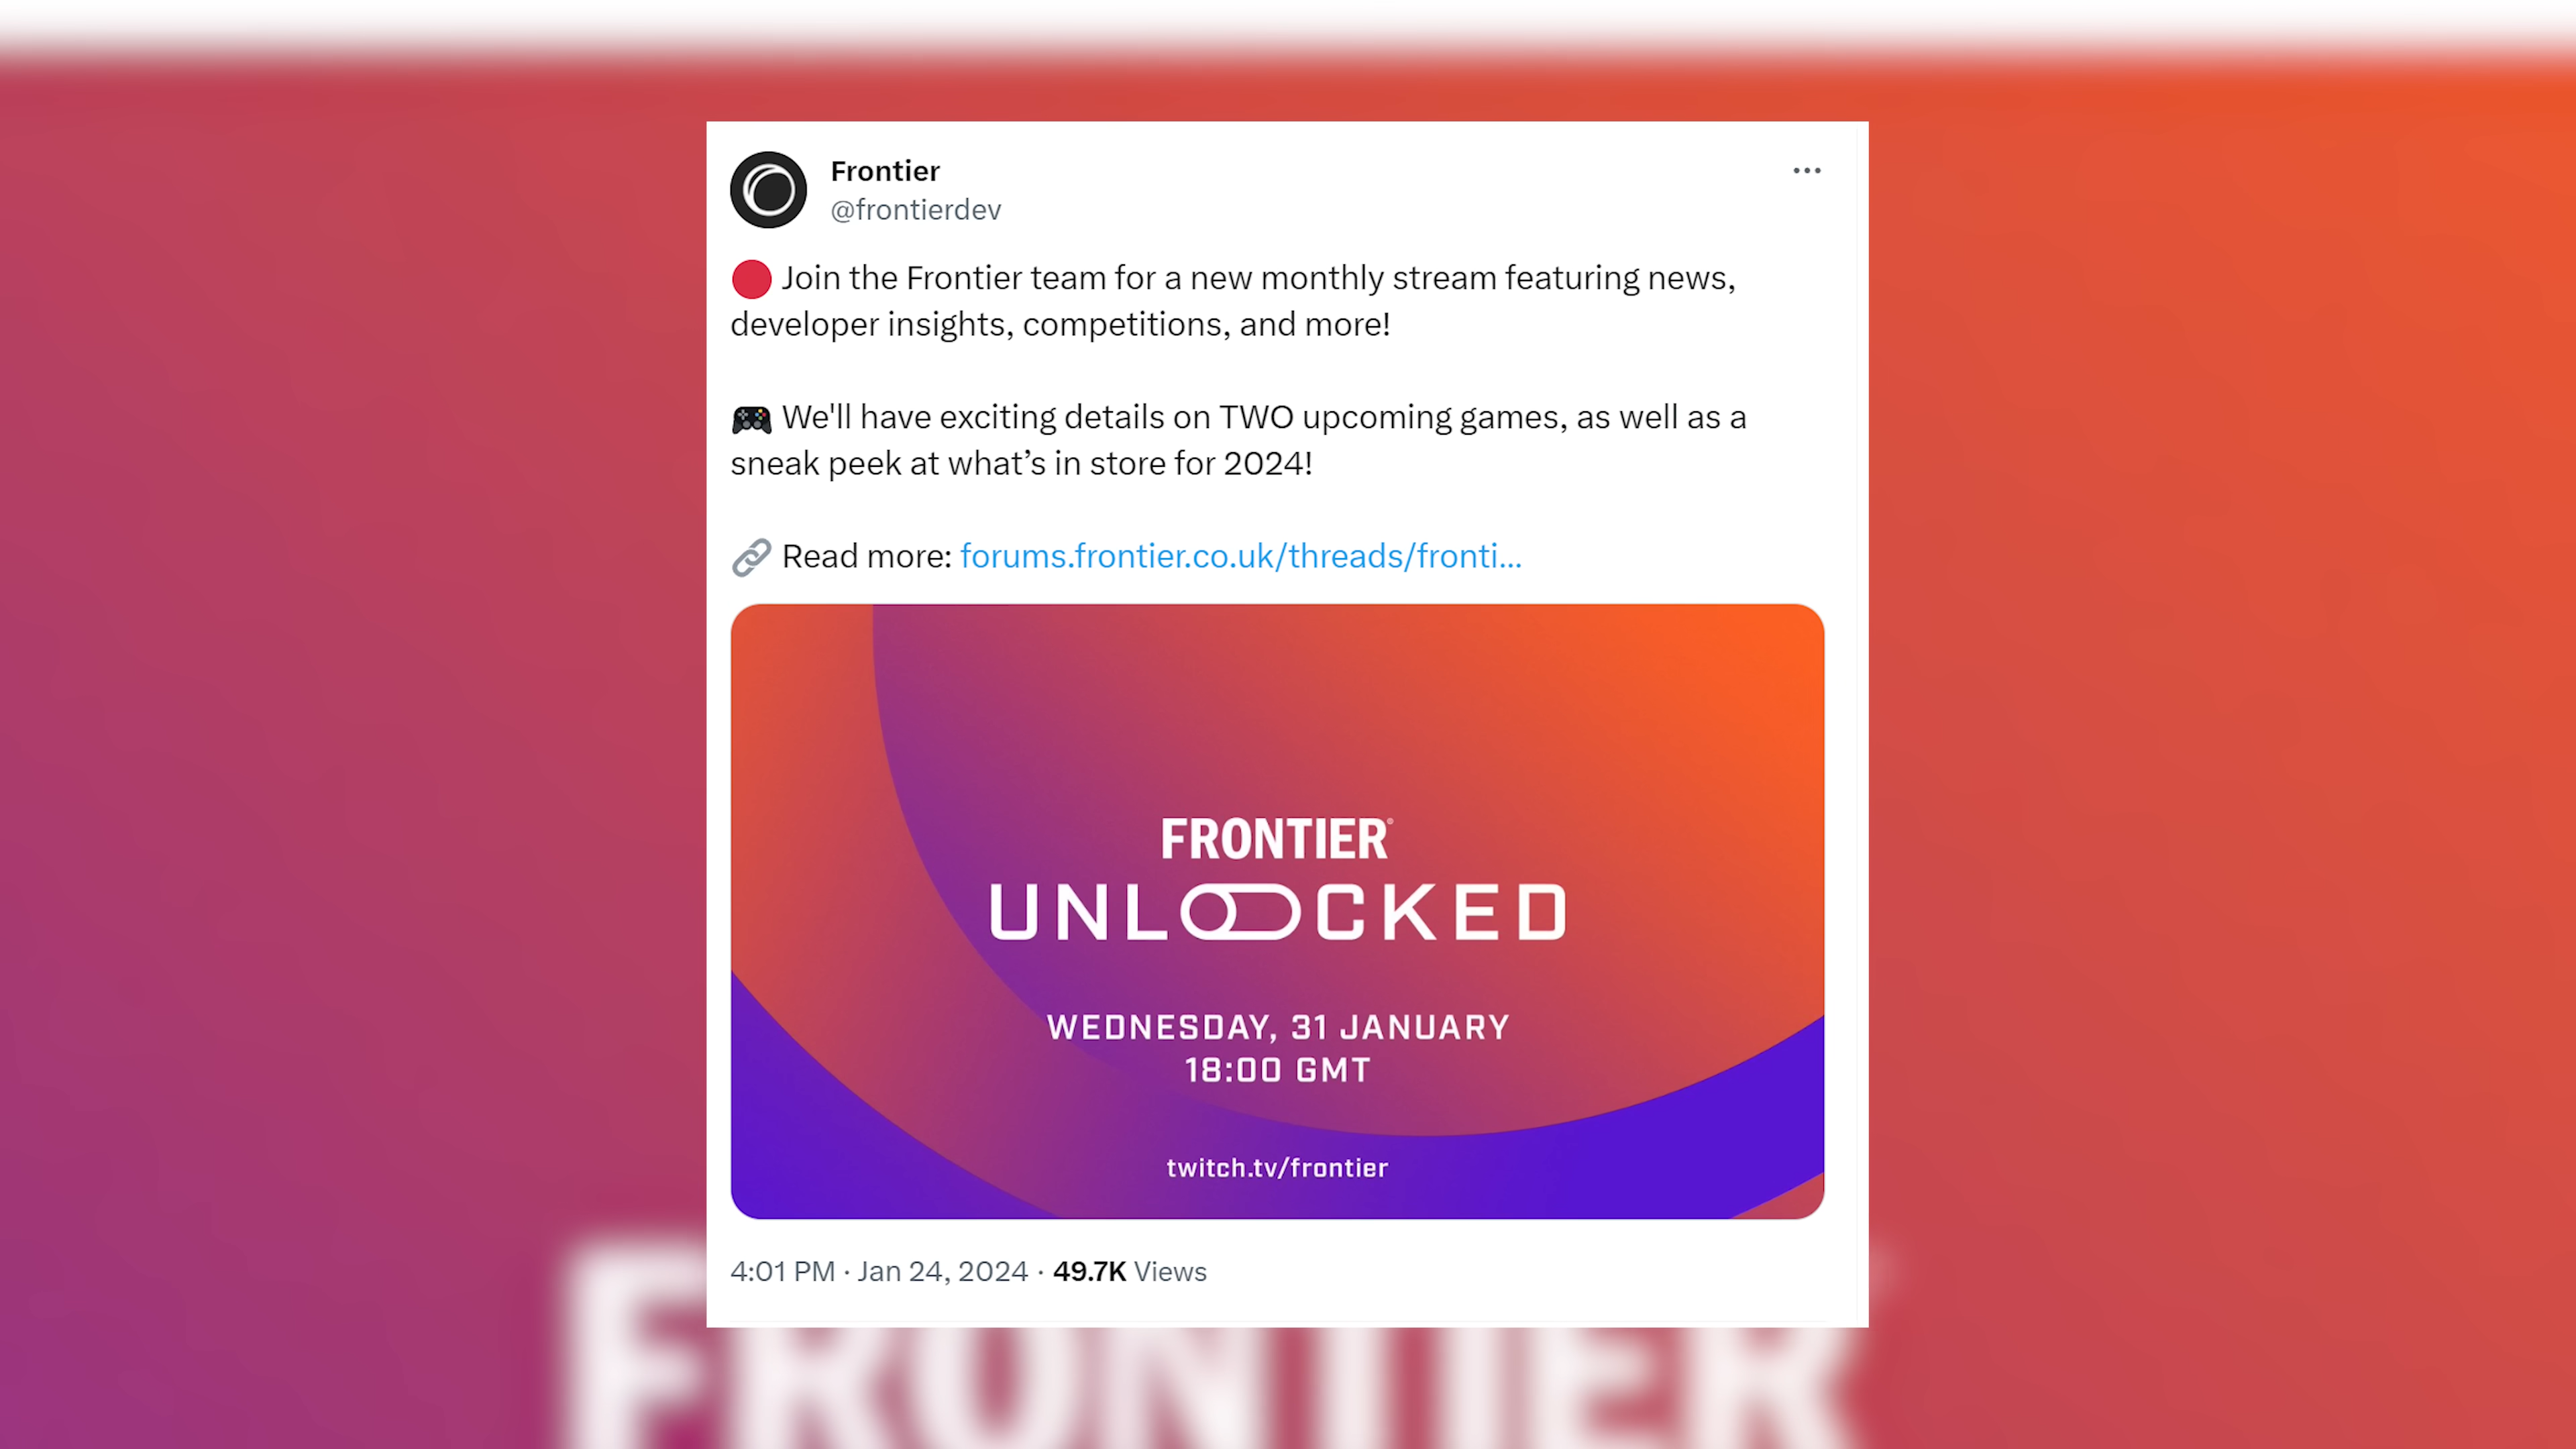 Frontier
@frontierdev
🔴 Join the Frontier team for a new monthly stream featuring news,
developer insights, competitions, and more!
🎮 We'll have exciting details on TWO upcoming games, as well as a
sneak peek at what’s in store for 2024!
🔗 Read more: forums.frontier.co.uk/threads/fronti...
FRONTIER
UNLOCKED
WEDNESDAY, 31 JANUARY
18:00 GMT
twitch.tv/frontier
4:01 PM · Jan 24, 2024 · 49.7K Views
FRONTIER